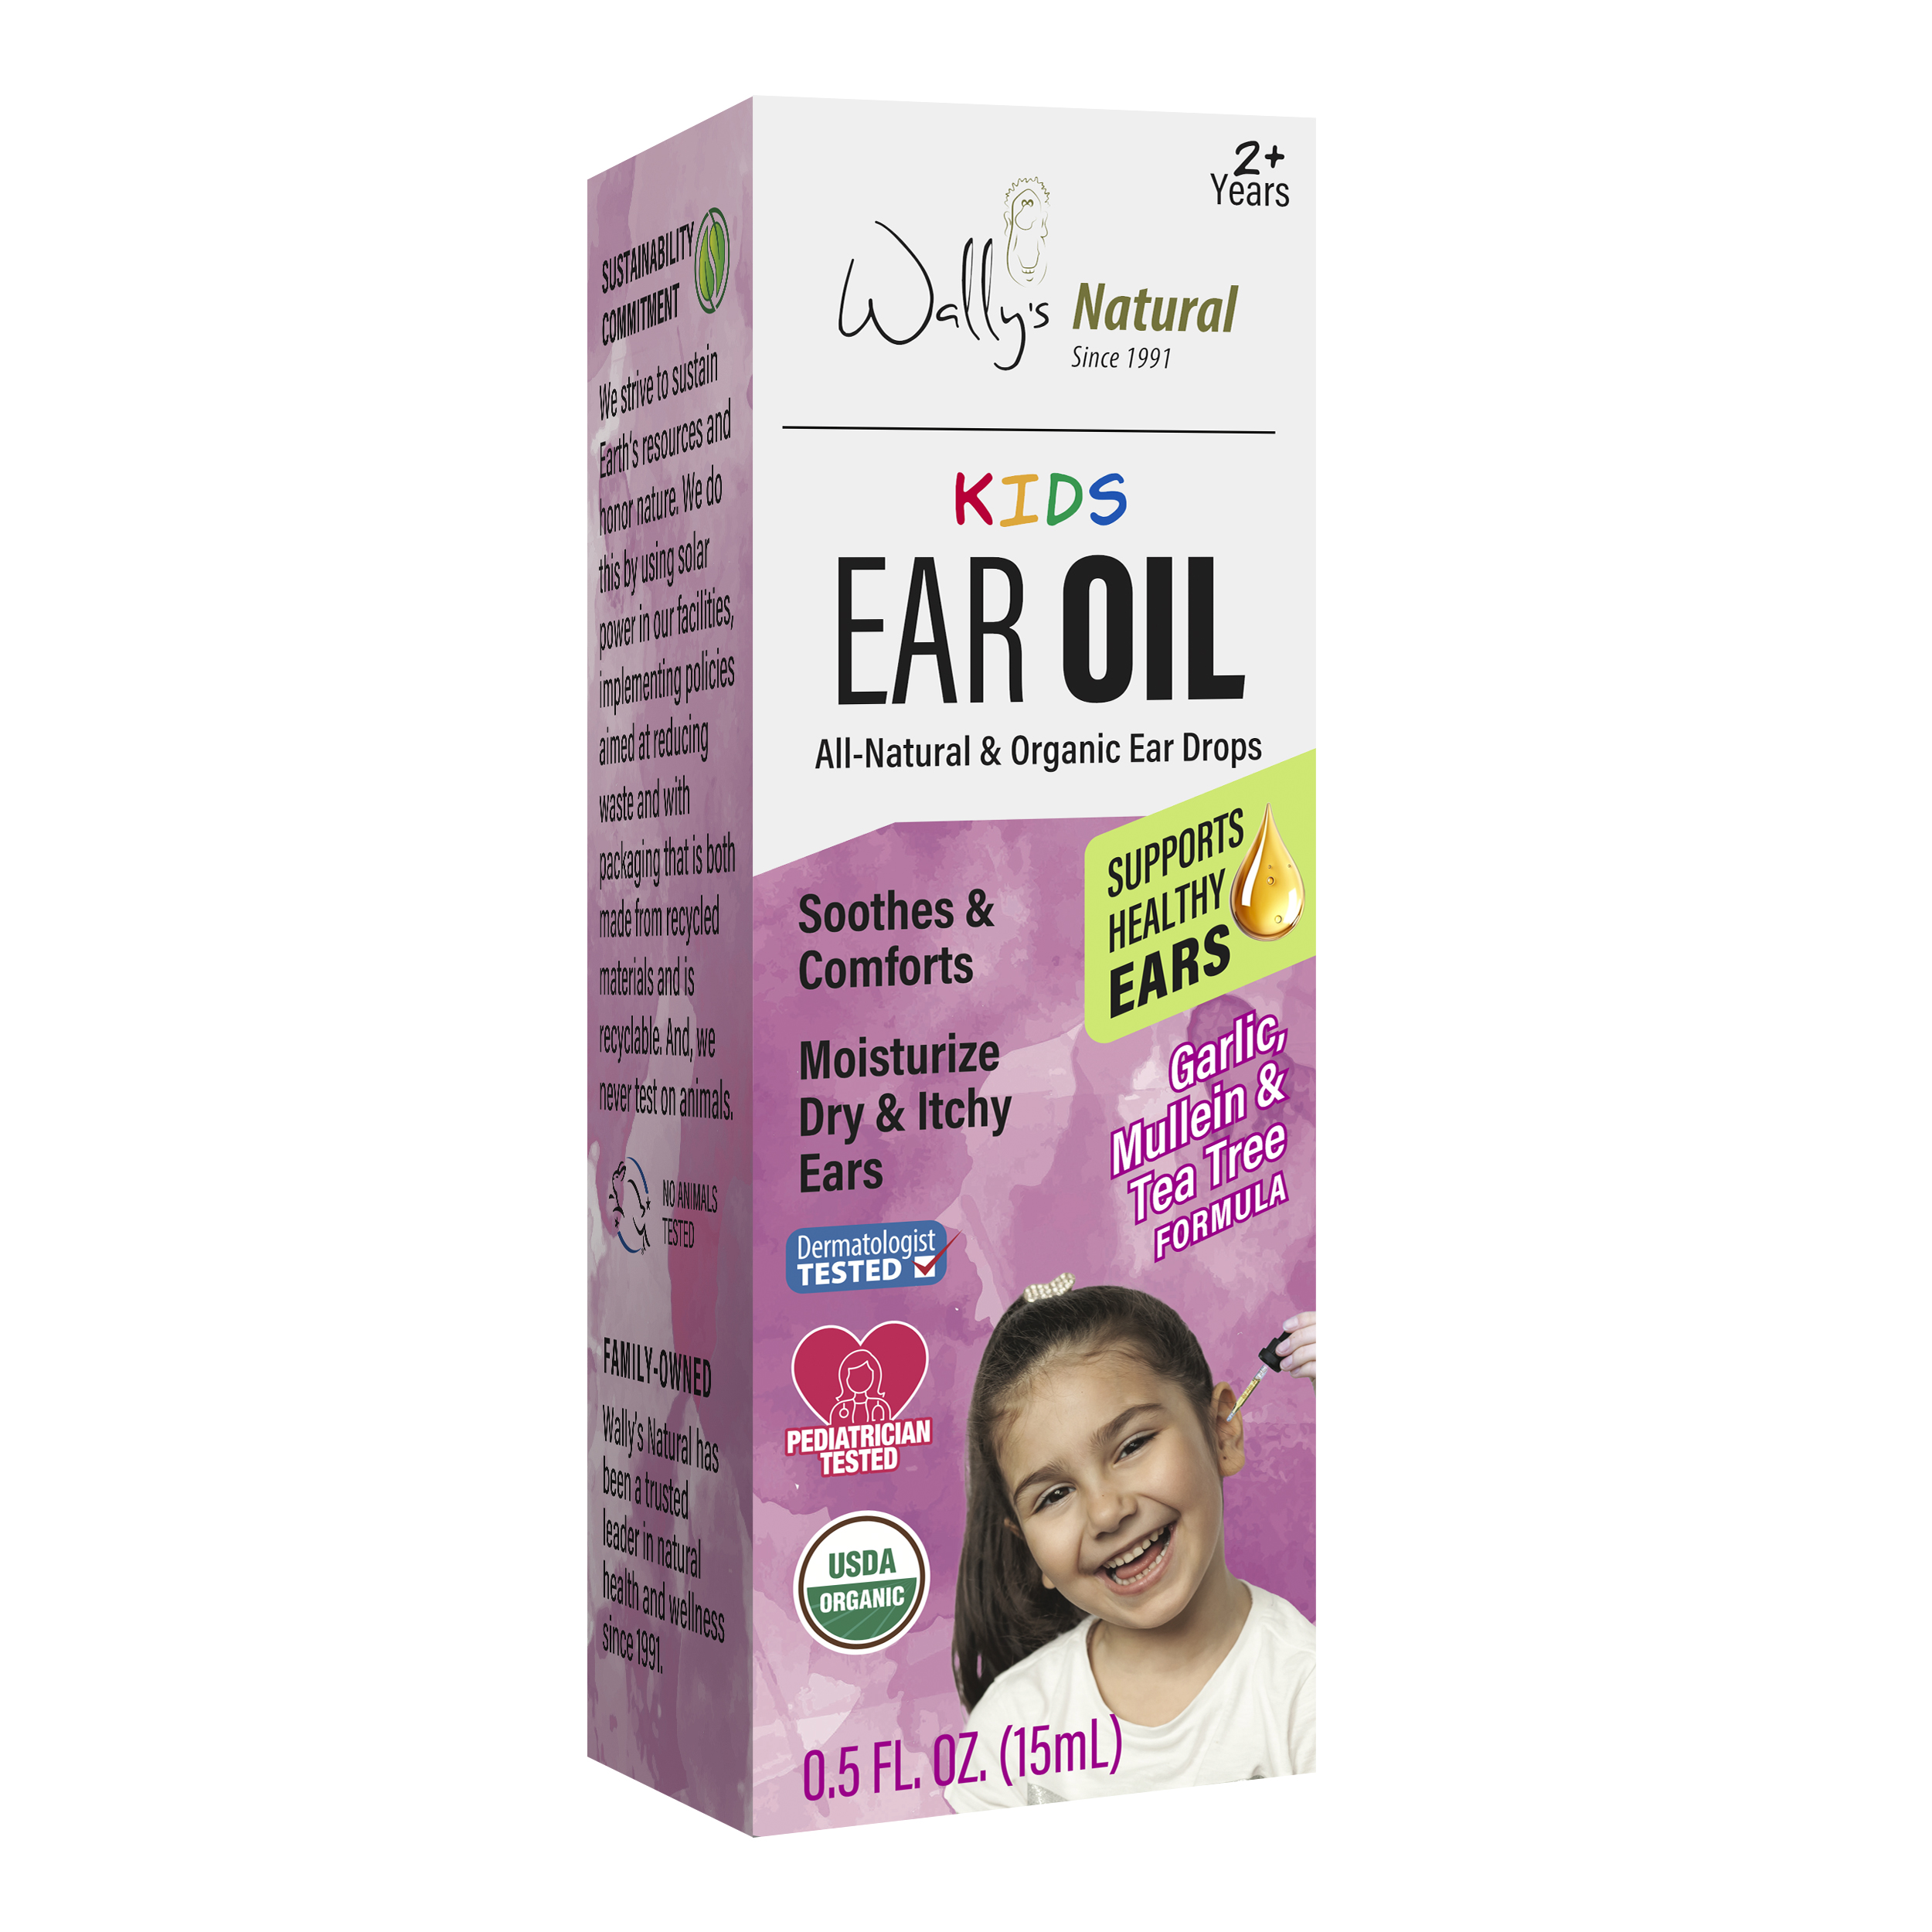 SUSTAINABILITY
COMMITMENT
We strive to sustain
Earth's resources and
honor nature. We do
this by using solar
power in our facilities,
implementing policies
aimed at reducing
waste and with
packaging that is both
made from recycled
materials and is
recyclable. And, we
never test on animals.
NO ANIMALS
TESTED
FAMILY-OWNED
Wally's Natural has
been a trusted
leader in natural
health and wellness
since 1991.
2+
Years
Wally's Natural
Since 1991
KIDS
EAR OIL
All-Natural & Organic Ear Drops
SUPPORTS
HEALTHY
EARS
Soothes &
Comforts
Moisturize
Dry & Itchy
Ears
Garlic,
Mullein &
Tea Tree
FORMULA
Dermatologist
TESTED
PEDIATRICIAN
TESTED
USDA
ORGANIC
0.5 FL. OZ. (15mL)